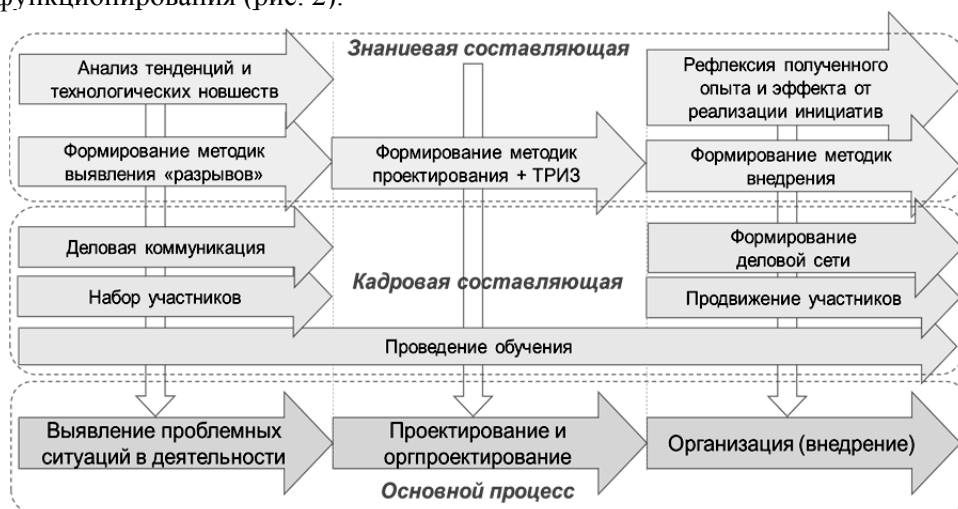 функционирования (рис. 2).
Знаниевая составляющая
Анализ тенденций и
технологических новшеств
Рефлексия полученного
опыта и эффекта от
реализации инициатив
Формирование методик
выявления «разрывов»
Формирование методик
проектирования + ТРИЗ
Формирование методик
внедрения
Деловая коммуникация
Формирование
деловой сети
Кадровая составляющая
Набор участников
Продвижение участников
Проведение обучения
Выявление проблемных
ситуаций в деятельности
Проектирование и
оргпроектирование
Организация (внедрение)
Основной процесс